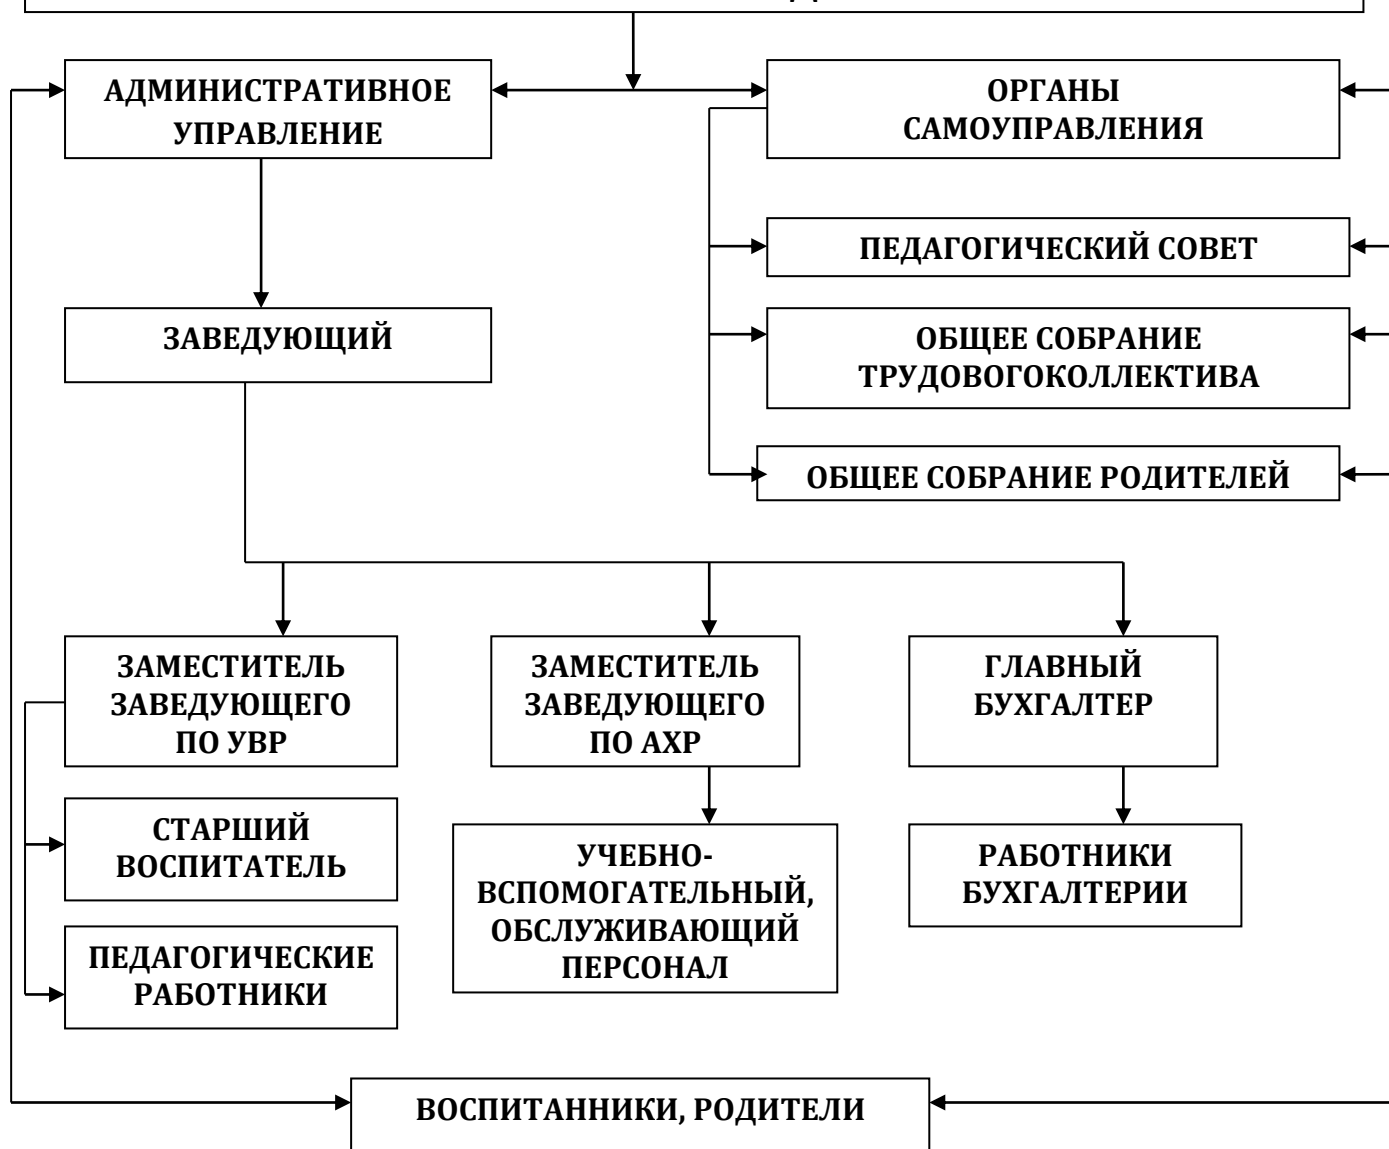 АДМИНИСТРАТИВНОЕ
УПРАВЛЕНИЕ
ОРГАНЫ
САМОУПРАВЛЕНИЯ
ПЕДАГОГИЧЕСКИЙ СОВЕТ
ЗАВЕДУЮЩИЙ
ОБЩЕЕ СОБРАНИЕ
ТРУДОВОГОКОЛЛЕКТИВА
ОБЩЕЕ СОБРАНИЕ РОДИТЕЛЕЙ
ЗАМЕСТИТЕЛЬ
ЗАВЕДУЮЩЕГО
ПО УВР
ЗАМЕСТИТЕЛЬ
ЗАВЕДУЮЩЕГО
ПО АХР
ГЛАВНЫЙ
БУХГАЛТЕР
СТАРШИЙ
ВОСПИТАТЕЛЬ
УЧЕБНО-
ВСПОМОГАТЕЛЬНЫЙ,
ОБСЛУЖИВАЮЩИЙ
ПЕРСОНАЛ
РАБОТНИКИ
БУХГАЛТЕРИИ
ПЕДАГОГИЧЕСКИЕ
РАБОТНИКИ
ВОСПИТАННИКИ, РОДИТЕЛИ